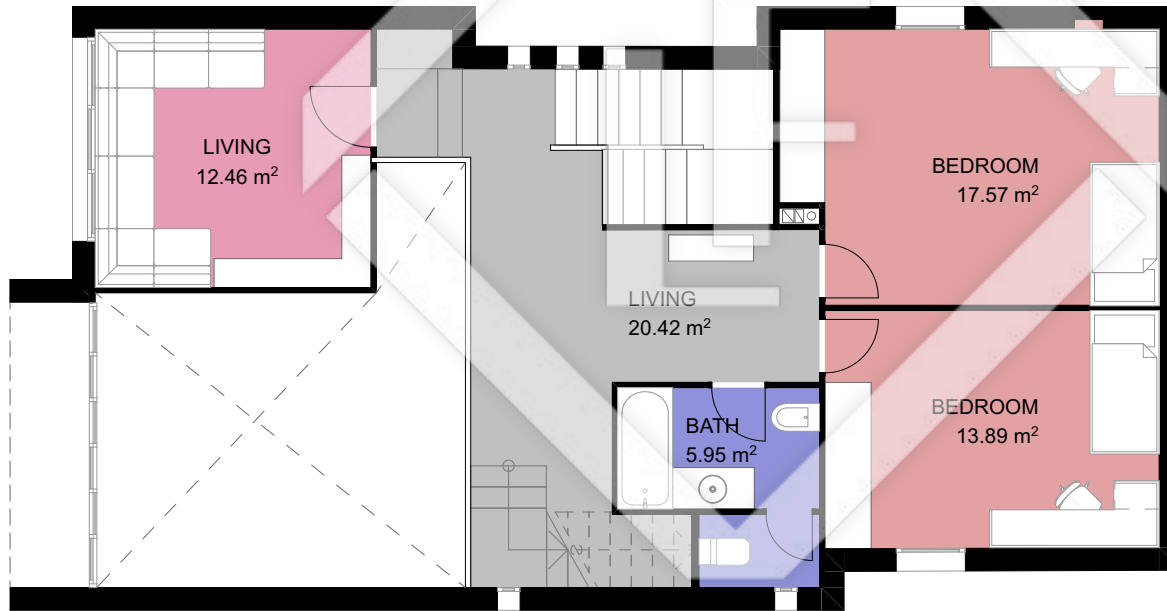 LIVING
12.46 m²
BEDROOM
17.57 m²
LIVING
20.42 m²
BEDROOM
13.89 m²
BATH
5.95 m²